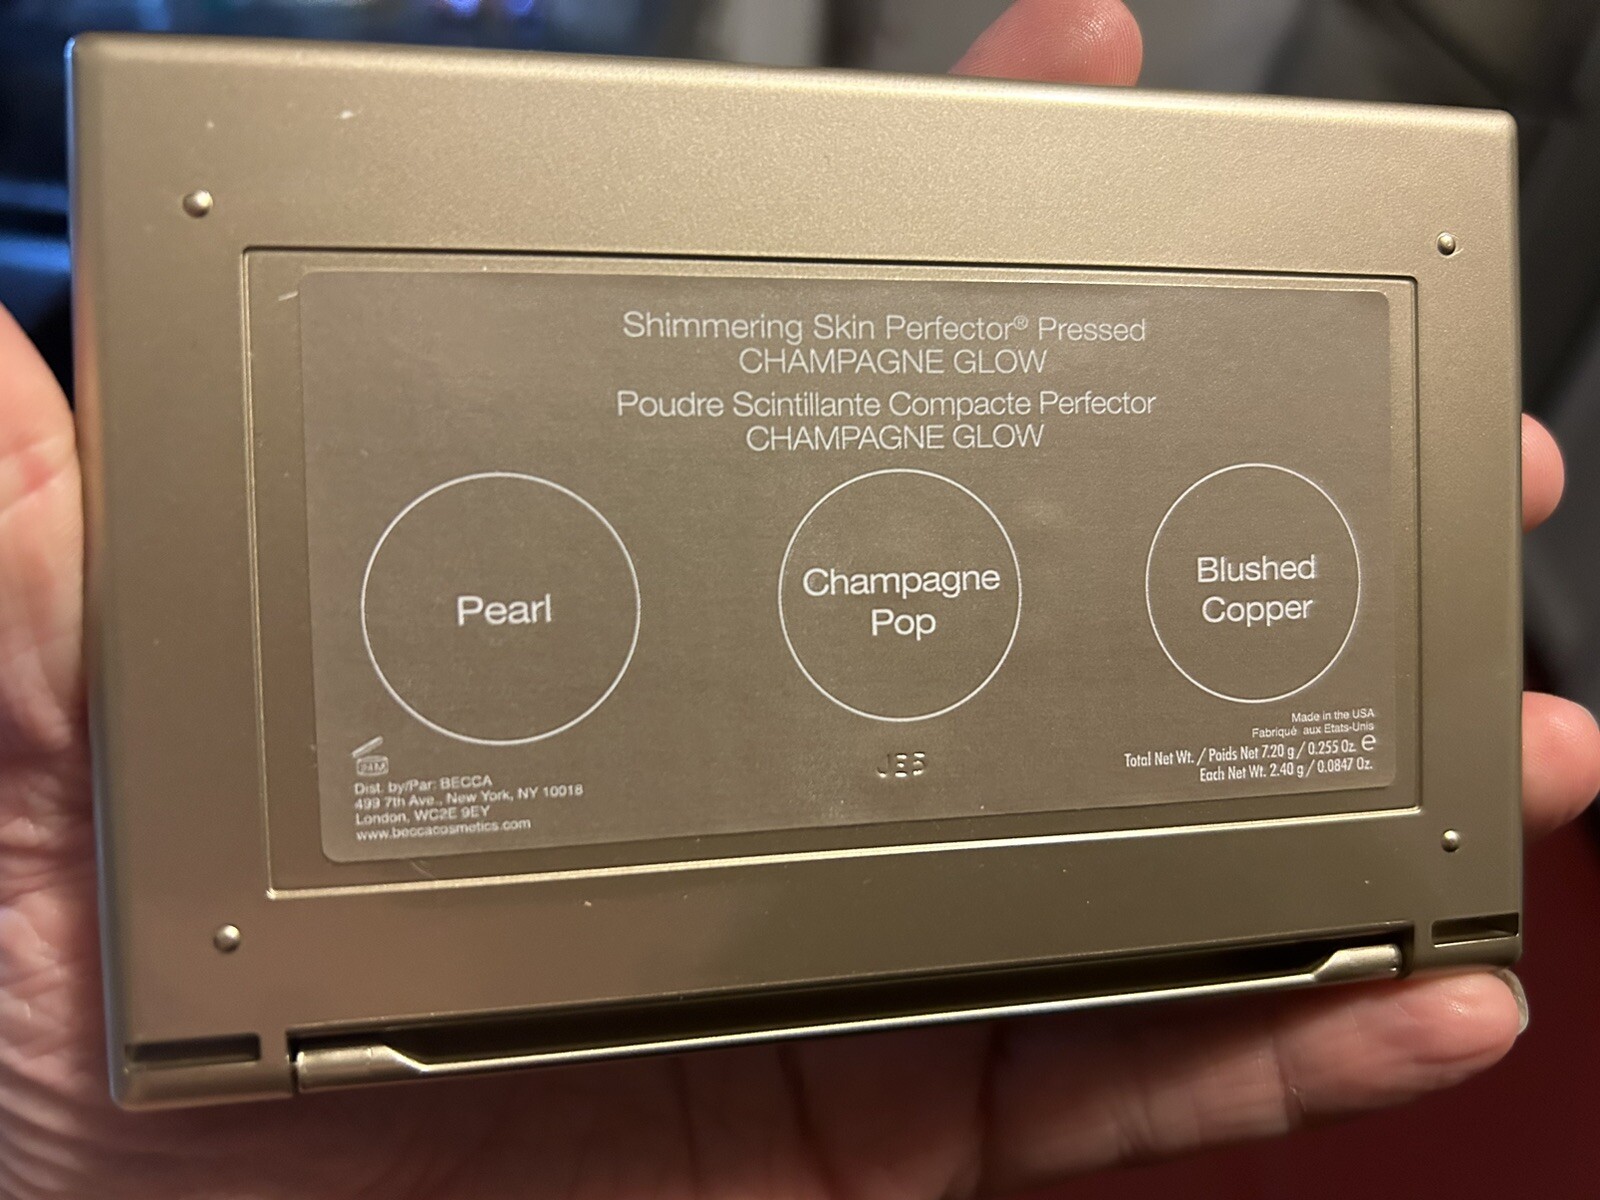 Shimmering Skin Perfector® Pressed
CHAMPAGNE GLOW
Poudre Scintillante Compacte Perfector
CHAMPAGNE GLOW
Pearl
Champagne
Pop
Blushed
Copper
24M
Dist. by/Par: BECCA
499 7th Ave., New York, NY 10018
London, WC2E 9EY
www.beccacosmetics.com
Made in the USA
Fabriqué aux Etats-Unis
Total Net Wt. / Poids Net 7.20 g / 0.255 Oz. e
Each Net Wt. 2.40 g / 0.0847 Oz.